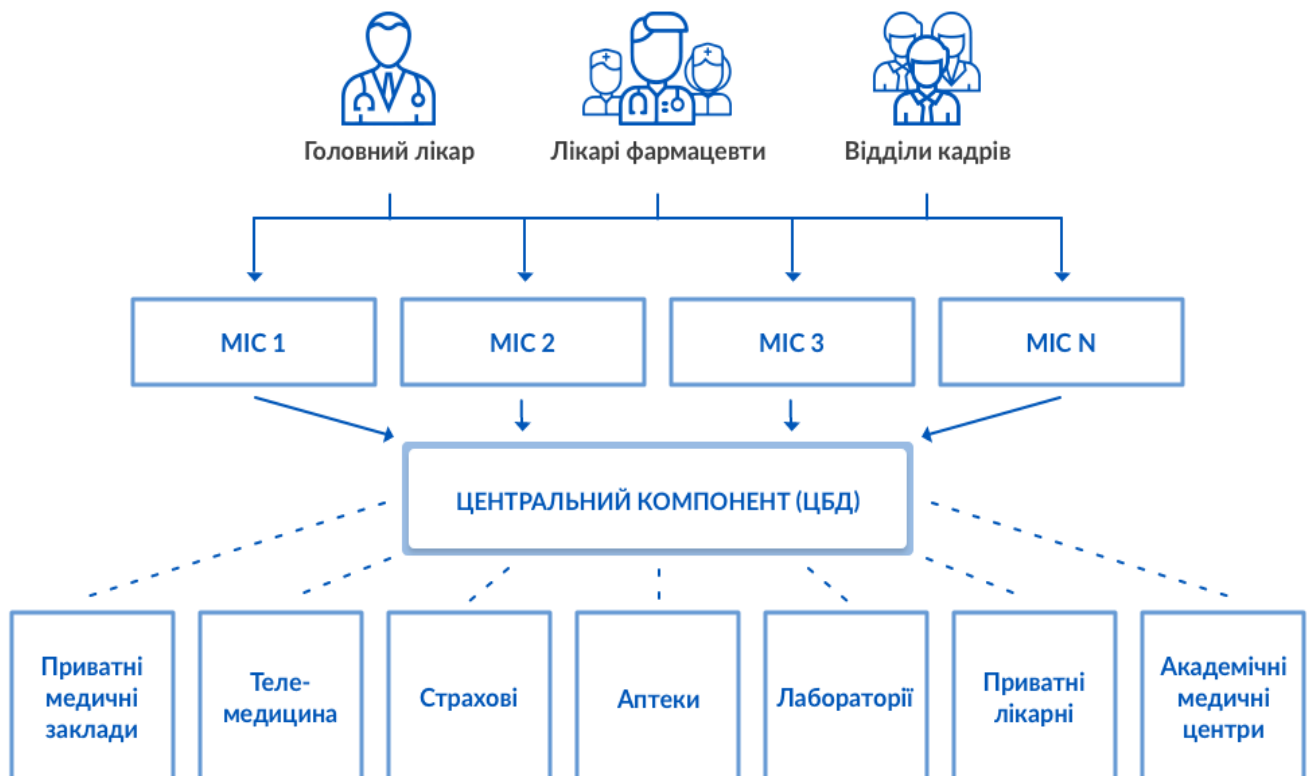 Головний лікар
Лікарі фармацевти
Відділи кадрів
МІС 1
МІС 2
МІС 3
МІС N
ЦЕНТРАЛЬНИЙ КОМПОНЕНТ (ЦБД)
Приватні
медичні
заклади
Теле-
медицина
Страхові
Аптеки
Лабораторії
Приватні
лікарні
Академічні
медичні
центри